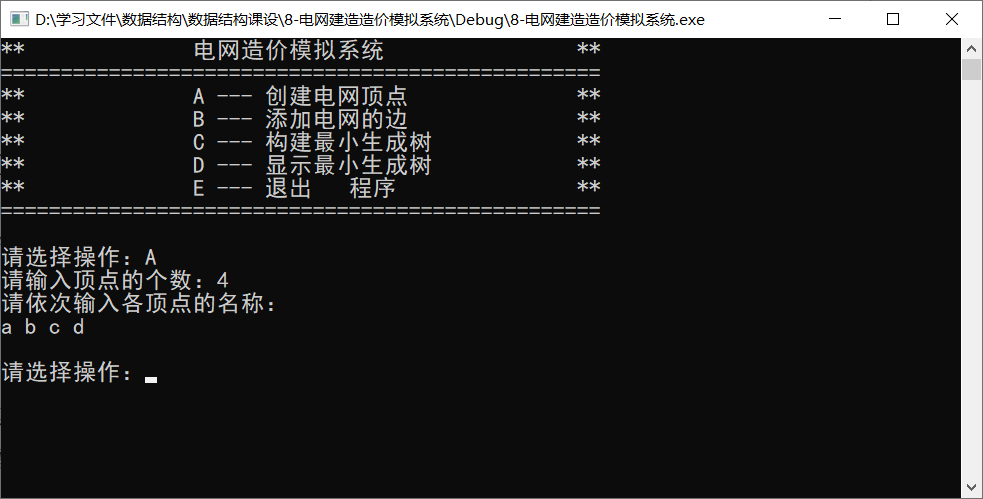 D:\学习文件\数据结构\数据结构课设\8-电网建造造价模拟系统\Debug\8-电网建造造价模拟系统.exe
** 电网造价模拟系统 **
==================================================
** A --- 创建电网顶点 **
** B --- 添加电网的边 **
** C --- 构建最小生成树 **
** D --- 显示最小生成树 **
** E --- 退出 程序 **
==================================================
请选择操作：A
请输入顶点的个数：4
请依次输入各顶点的名称：
a b c d
请选择操作：